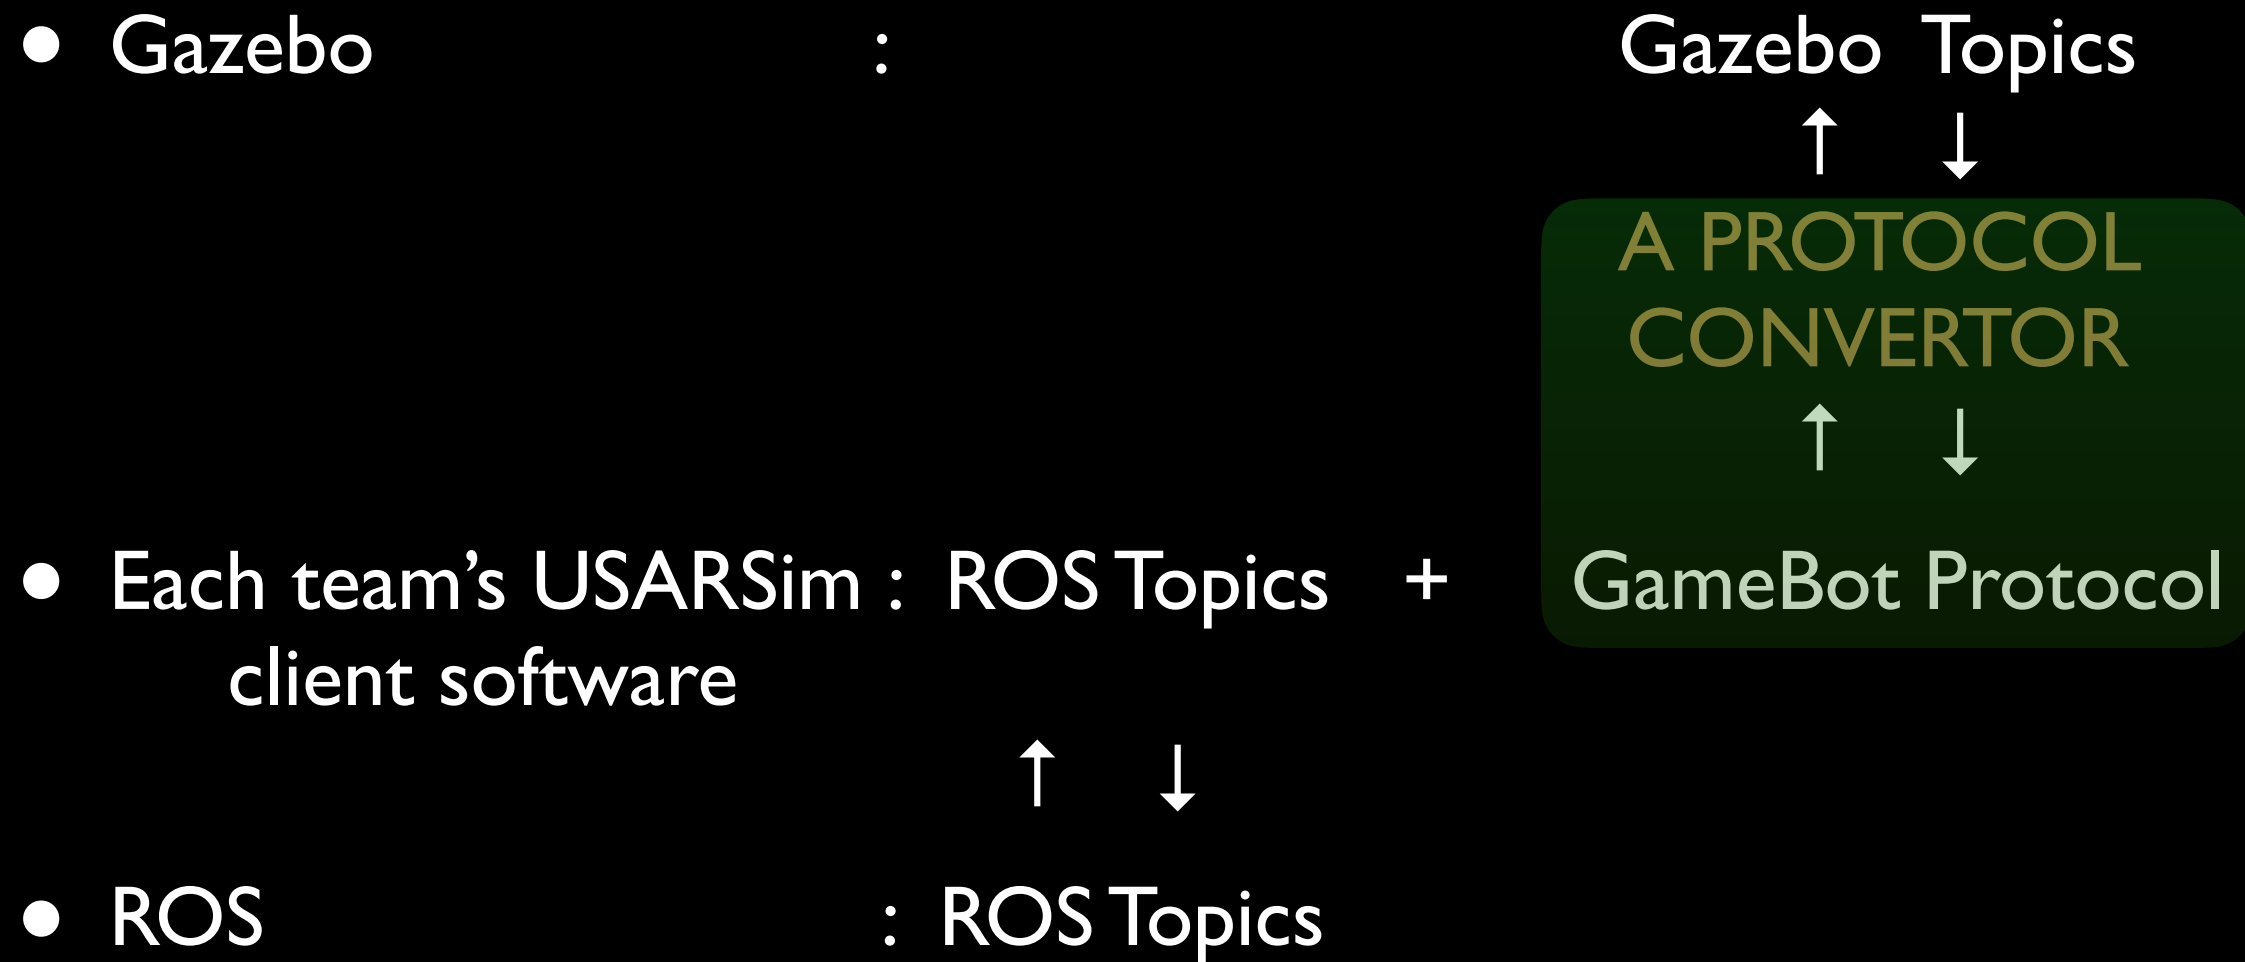 ● Gazebo : Gazebo Topics
↑ ↓
A PROTOCOL
CONVERTOR
↑ ↓
● Each team’s USARSim : ROS Topics + GameBot Protocol
client software
↑ ↓
● ROS : ROS Topics